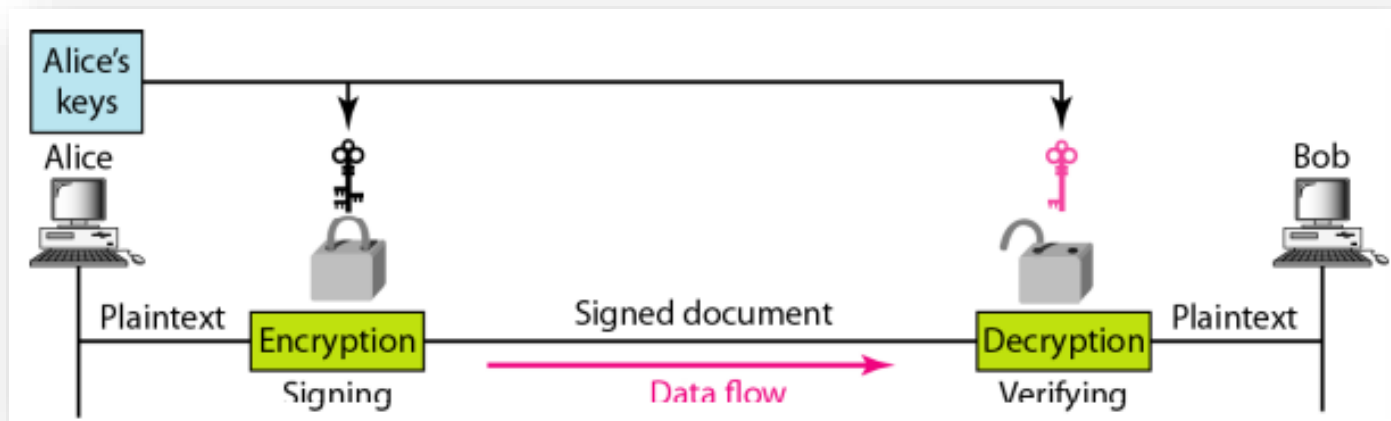 Alice's
keys
Alice
Bob
Plaintext
Encryption
Signed document
Decryption
Plaintext
Signing
Data flow
Verifying